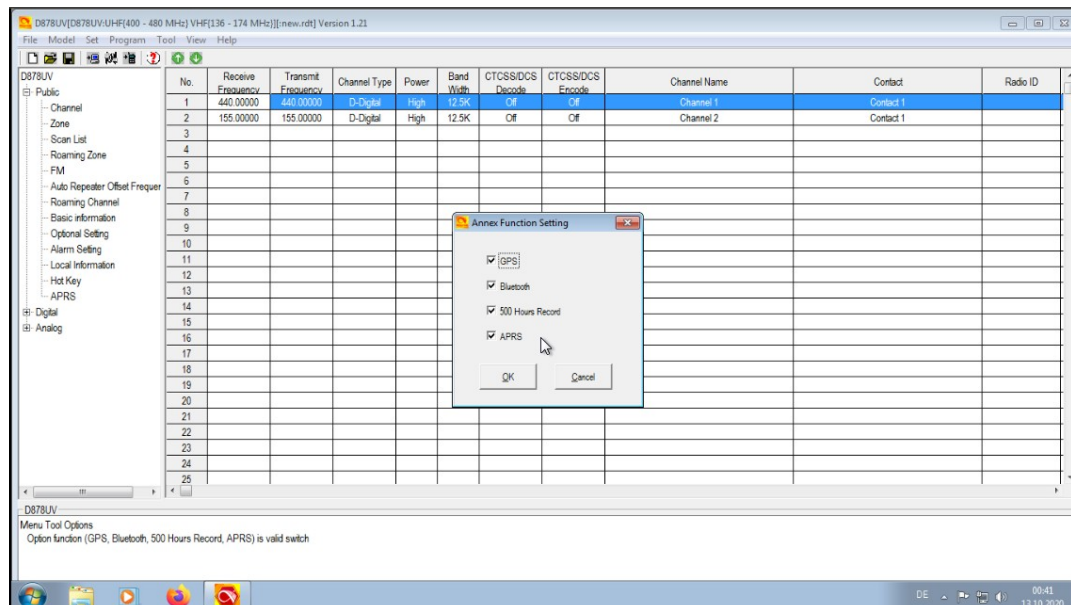 D878UV[D878UV:UHF(400 - 480 MHz) VHF(136 - 174 MHz)][:new.rdt] Version 1.21
File Model Set Program Tool View Help
D878UV
Public
Channel
Zone
Scan List
Roaming Zone
FM
Auto Repeater Offset Frequer
Roaming Channel
Basic information
Optional Setting
Alarm Setting
Local Information
Hot Key
APRS
Digital
Analog
No. Receive Frequency Transmit Frequency Channel Type Power Band Width CTCSS/DCS Decode CTCSS/DCS Encode Channel Name Contact Radio ID
1 440.00000 440.00000 D-Digital High 12.5K Off Off Channel 1 Contact 1
2 155.00000 155.00000 D-Digital High 12.5K Off Off Channel 2 Contact 1
3
4
5
6
7
8
9
10
11
12
13
14
15
16
17
18
19
20
21
22
23
24
25
Annex Function Setting
GPS
Bluetooth
500 Hours Record
APRS
OK Cancel
D878UV
Menu Tool Options
Option function (GPS, Bluetooth, 500 Hours Record, APRS) is valid switch
DE
00:41
13.10.2020